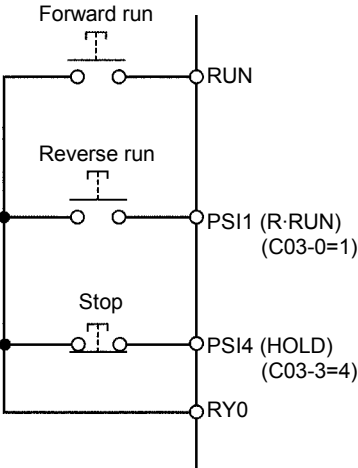 Forward run
RUN
Reverse run
PSI1 (R·RUN)
(C03-0=1)
Stop
PSI4 (HOLD)
(C03-3=4)
RY0